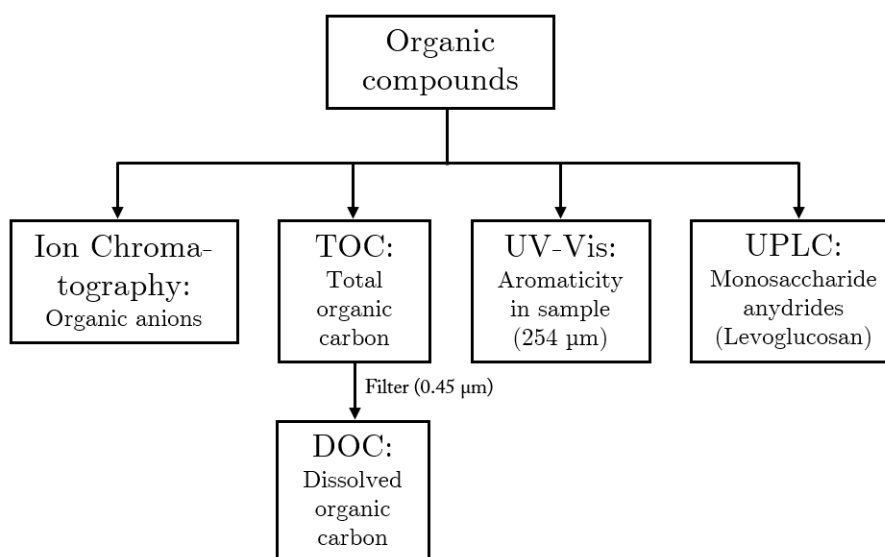 Organic
compounds
Ion Chroma-
tography:
Organic anions
TOC:
Total
organic
carbon
UV-Vis:
Aromaticity
in sample
(254 µm)
UPLC:
Monosaccharide
anydrides
(Levoglucosan)
Filter (0.45 µm)
DOC:
Dissolved
organic
carbon